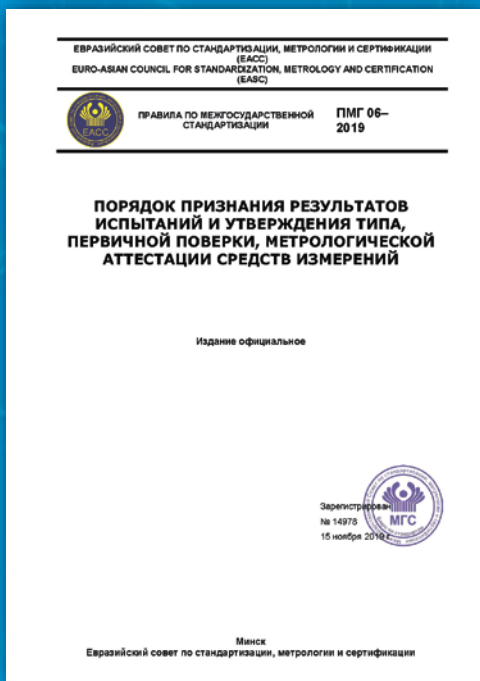 ЕВРАЗИЙСКИЙ СОВЕТ ПО СТАНДАРТИЗАЦИИ, МЕТРОЛОГИИ И СЕРТИФИКАЦИИ
(ЕАСС)
EURO-ASIAN COUNCIL FOR STANDARDIZATION, METROLOGY AND CERTIFICATION
(EASC)
ЕАСС
ПРАВИЛА ПО МЕЖГОСУДАРСТВЕННОЙ
СТАНДАРТИЗАЦИИ
ПМГ 06–
2019
ПОРЯДОК ПРИЗНАНИЯ РЕЗУЛЬТАТОВ
ИСПЫТАНИЙ И УТВЕРЖДЕНИЯ ТИПА,
ПЕРВИЧНОЙ ПОВЕРКИ, МЕТРОЛОГИЧЕСКОЙ
АТТЕСТАЦИИ СРЕДСТВ ИЗМЕРЕНИЙ
Издание официальное
Зарегистрирован
№ 14978
15 ноября 2019 г.
МГС
Минск
Евразийский совет по стандартизации, метрологии и сертификации